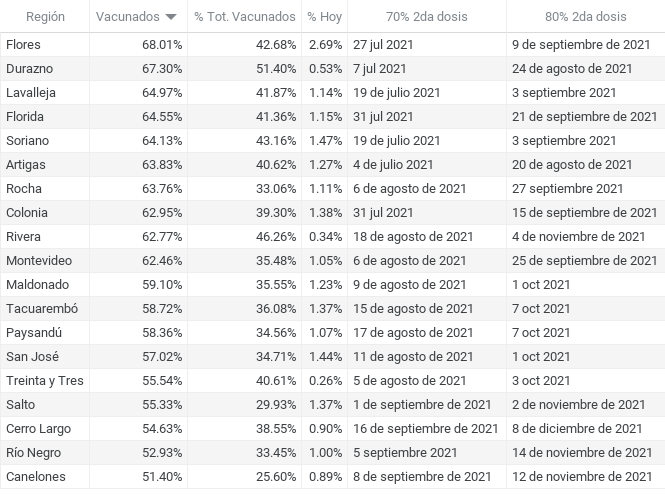 Región Vacunados % Tot. Vacunados % Hoy 70% 2da dosis 80% 2da dosis
Flores 68.01% 42.68% 2.69% 27 jul 2021 9 de septiembre de 2021
Durazno 67.30% 51.40% 0.53% 7 jul 2021 24 de agosto de 2021
Lavalleja 64.97% 41.87% 1.14% 19 de julio 2021 3 septiembre 2021
Florida 64.55% 41.36% 1.15% 31 jul 2021 21 de septiembre de 2021
Soriano 64.13% 43.16% 1.47% 19 de julio 2021 3 septiembre 2021
Artigas 63.83% 40.62% 1.27% 4 de julio 2021 20 de agosto de 2021
Rocha 63.76% 33.06% 1.11% 6 de agosto de 2021 27 septiembre 2021
Colonia 62.95% 39.30% 1.38% 31 jul 2021 15 de septiembre de 2021
Rivera 62.77% 46.26% 0.34% 18 de agosto de 2021 4 de noviembre de 2021
Montevideo 62.46% 35.48% 1.05% 6 de agosto de 2021 25 de septiembre de 2021
Maldonado 59.10% 35.55% 1.23% 9 de agosto de 2021 1 oct 2021
Tacuarembó 58.72% 36.08% 1.37% 15 de agosto de 2021 7 oct 2021
Paysandú 58.36% 34.56% 1.07% 17 de agosto de 2021 7 oct 2021
San José 57.02% 34.71% 1.44% 11 de agosto de 2021 1 oct 2021
Treinta y Tres 55.54% 40.61% 0.26% 5 de agosto de 2021 3 oct 2021
Salto 55.33% 29.93% 1.37% 1 de septiembre de 2021 2 de noviembre de 2021
Cerro Largo 54.63% 38.55% 0.90% 16 de septiembre de 2021 8 de diciembre de 2021
Río Negro 52.93% 33.45% 1.00% 5 septiembre 2021 14 de noviembre de 2021
Canelones 51.40% 25.60% 0.89% 8 de septiembre de 2021 12 de noviembre de 2021